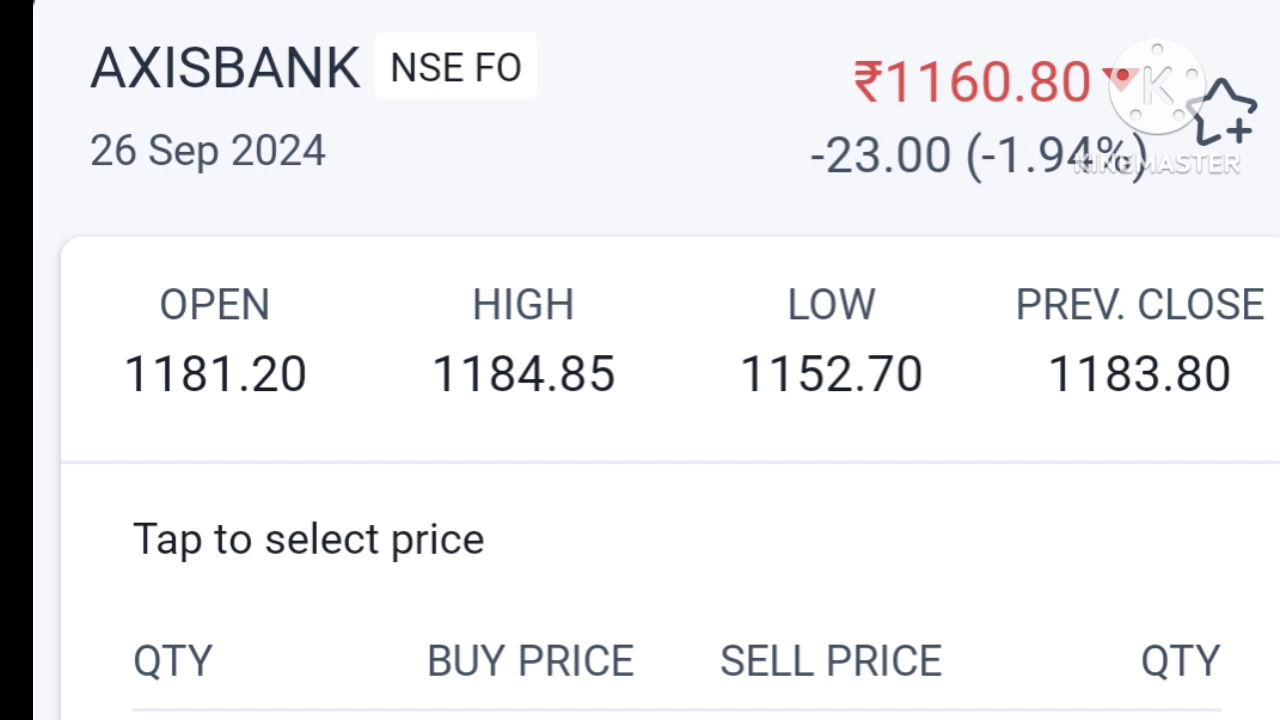 AXISBANK NSE FO
₹1160.80
26 Sep 2024
-23.00 (-1.94%)
K
KINEMASTER
OPEN HIGH LOW PREV. CLOSE
1181.20 1184.85 1152.70 1183.80
Tap to select price
QTY BUY PRICE SELL PRICE QTY